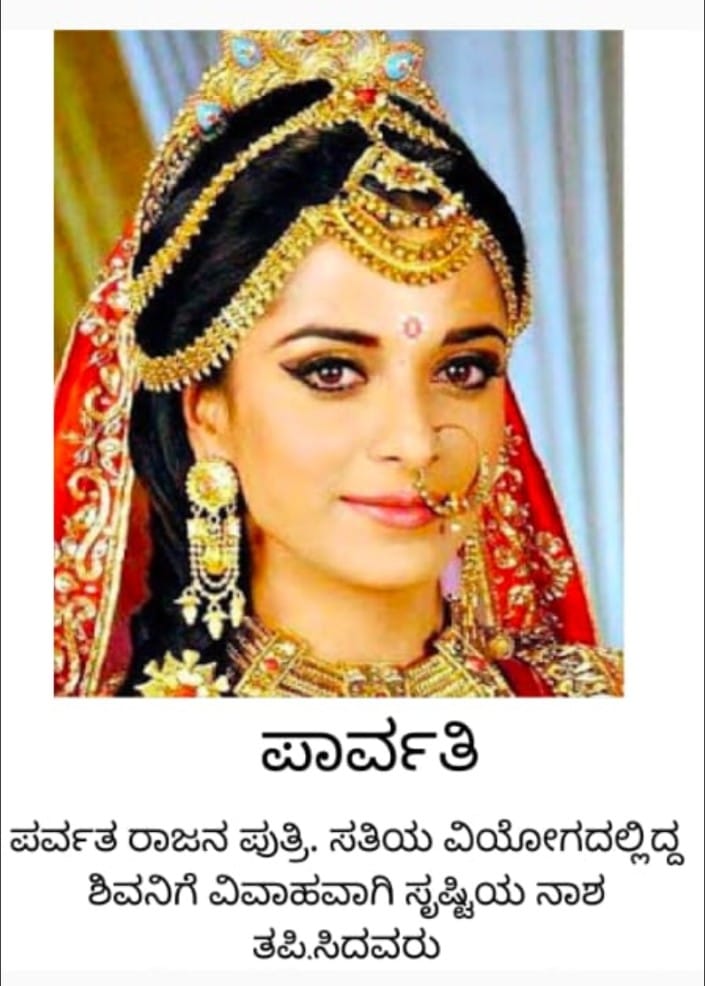 ಪಾರ್ವತಿ
ಪರ್ವತ ರಾಜನ ಪುತ್ರಿ. ಸತಿಯ ವಿಯೋಗದಲ್ಲಿದ್ದ
ಶಿವನಿಗೆ ವಿವಾಹವಾಗಿ ಸೃಷ್ಟಿಯ ನಾಶ
ತಪಿ.ಸಿದವರು